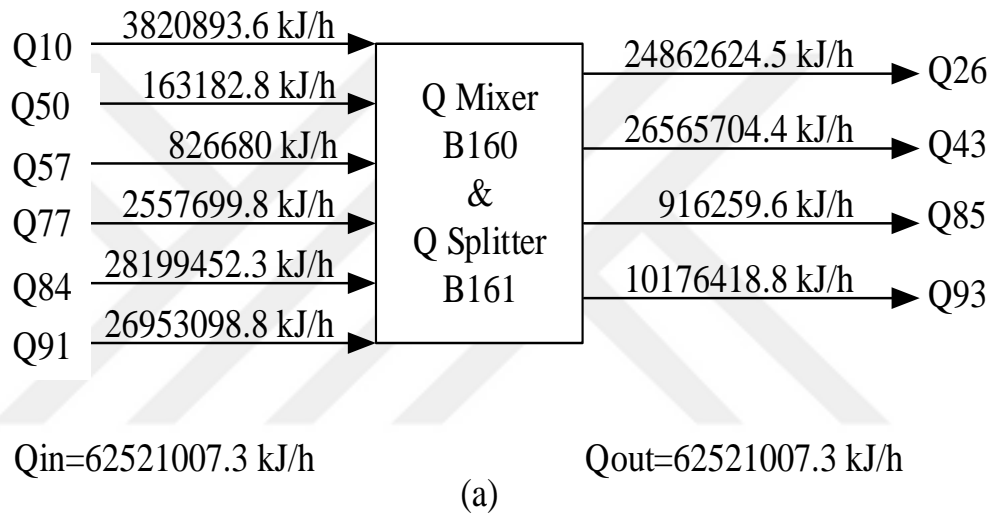 Q10 3820893.6 kJ/h
Q50 163182.8 kJ/h
Q57 826680 kJ/h
Q77 2557699.8 kJ/h
Q84 28199452.3 kJ/h
Q91 26953098.8 kJ/h
Q Mixer
B160
&
Q Splitter
B161
24862624.5 kJ/h Q26
26565704.4 kJ/h Q43
916259.6 kJ/h Q85
10176418.8 kJ/h Q93
Qin=62521007.3 kJ/h
Qout=62521007.3 kJ/h
(a)